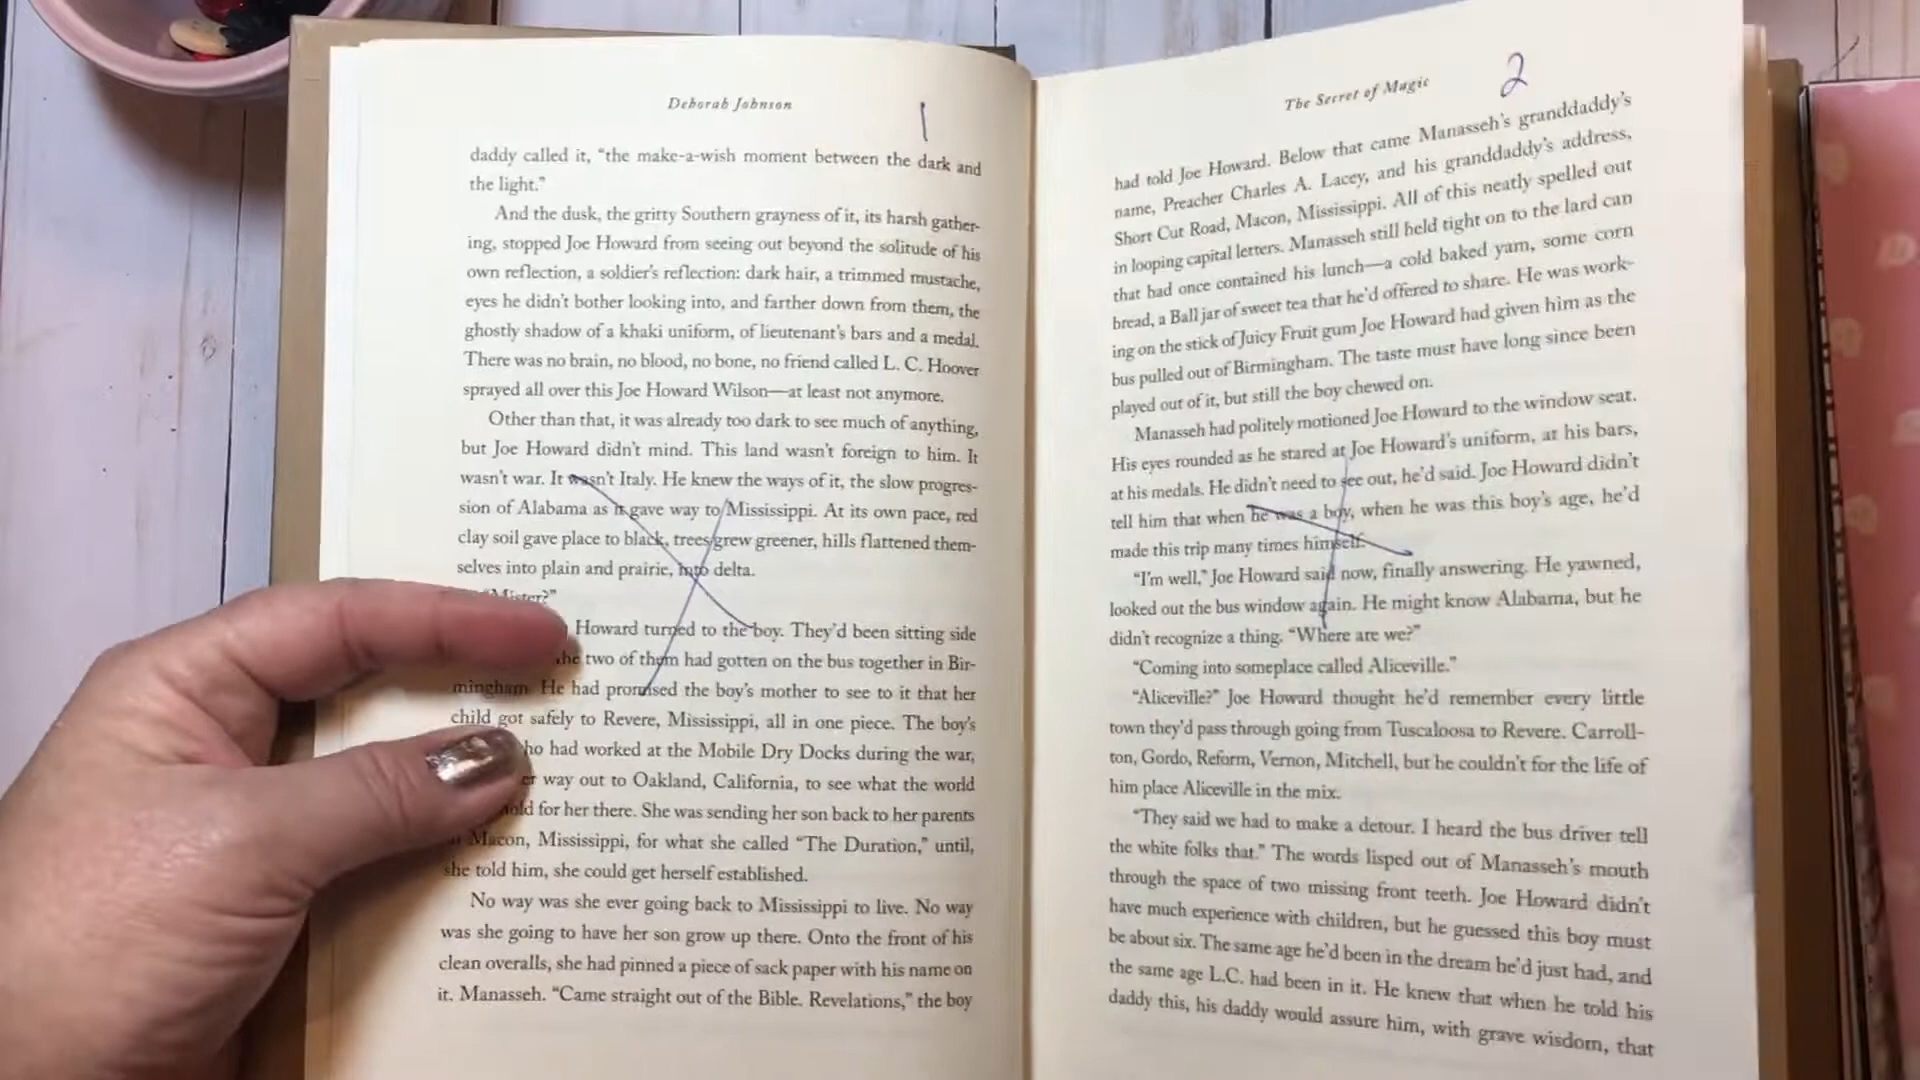 Deborah Johnson
1
daddy called it, “the make-a-wish moment between the dark and
the light.”
And the dusk, the gritty Southern grayness of it, its harsh gather-
ing, stopped Joe Howard from seeing out beyond the solitude of his
own reflection, a soldier’s reflection: dark hair, a trimmed mustache,
eyes he didn’t bother looking into, and farther down from them, the
ghostly shadow of a khaki uniform, of lieutenant’s bars and a medal.
There was no brain, no blood, no bone, no friend called L. C. Hoover
sprayed all over this Joe Howard Wilson—at least not anymore.
Other than that, it was already too dark to see much of anything,
but Joe Howard didn’t mind. This land wasn’t foreign to him. It
wasn’t war. It wasn’t Italy. He knew the ways of it, the slow progres-
sion of Alabama as it gave way to Mississippi. At its own pace, red
clay soil gave place to black, trees grew greener, hills flattened them-
selves into plain and prairie, into delta.
“Mister?”
Howard turned to the boy. They’d been sitting side
the two of them had gotten on the bus together in Bir-
mingham. He had promised the boy’s mother to see to it that her
child got safely to Revere, Mississippi, all in one piece. The boy’s
had worked at the Mobile Dry Docks during the war,
way out to Oakland, California, to see what the world
for her there. She was sending her son back to her parents
Macon, Mississippi, for what she called “The Duration,” until,
she told him, she could get herself established.
No way was she ever going back to Mississippi to live. No way
was she going to have her son grow up there. Onto the front of his
clean overalls, she had pinned a piece of sack paper with his name on
it. Manasseh. “Came straight out of the Bible. Revelations,” the boy
The Secret of Magic
2
had told Joe Howard. Below that came Manasseh’s granddaddy’s
name, Preacher Charles A. Lacey, and his granddaddy’s address,
Short Cut Road, Macon, Mississippi. All of this neatly spelled out
in looping capital letters. Manasseh still held tight on to the lard can
that had once contained his lunch—a cold baked yam, some corn
bread, a Ball jar of sweet tea that he’d offered to share. He was work-
ing on the stick of Juicy Fruit gum Joe Howard had given him as the
bus pulled out of Birmingham. The taste must have long since been
played out of it, but still the boy chewed on.
Manasseh had politely motioned Joe Howard to the window seat.
His eyes rounded as he stared at Joe Howard’s uniform, at his bars,
at his medals. He didn’t need to see out, he’d said. Joe Howard didn’t
tell him that when he was a boy, when he was this boy’s age, he’d
made this trip many times himself.
“I’m well,” Joe Howard said now, finally answering. He yawned,
looked out the bus window again. He might know Alabama, but he
didn’t recognize a thing. “Where are we?”
“Coming into someplace called Aliceville.”
“Aliceville?” Joe Howard thought he’d remember every little
town they’d pass through going from Tuscaloosa to Revere. Carroll-
ton, Gordo, Reform, Vernon, Mitchell, but he couldn’t for the life of
him place Aliceville in the mix.
“They said we had to make a detour. I heard the bus driver tell
the white folks that.” The words lisped out of Manasseh’s mouth
through the space of two missing front teeth. Joe Howard didn’t
have much experience with children, but he guessed this boy must
be about six. The same age he’d been in the dream he’d just had, and
the same age L.C. had been in it. He knew that when he told his
daddy this, his daddy would assure him, with grave wisdom, that